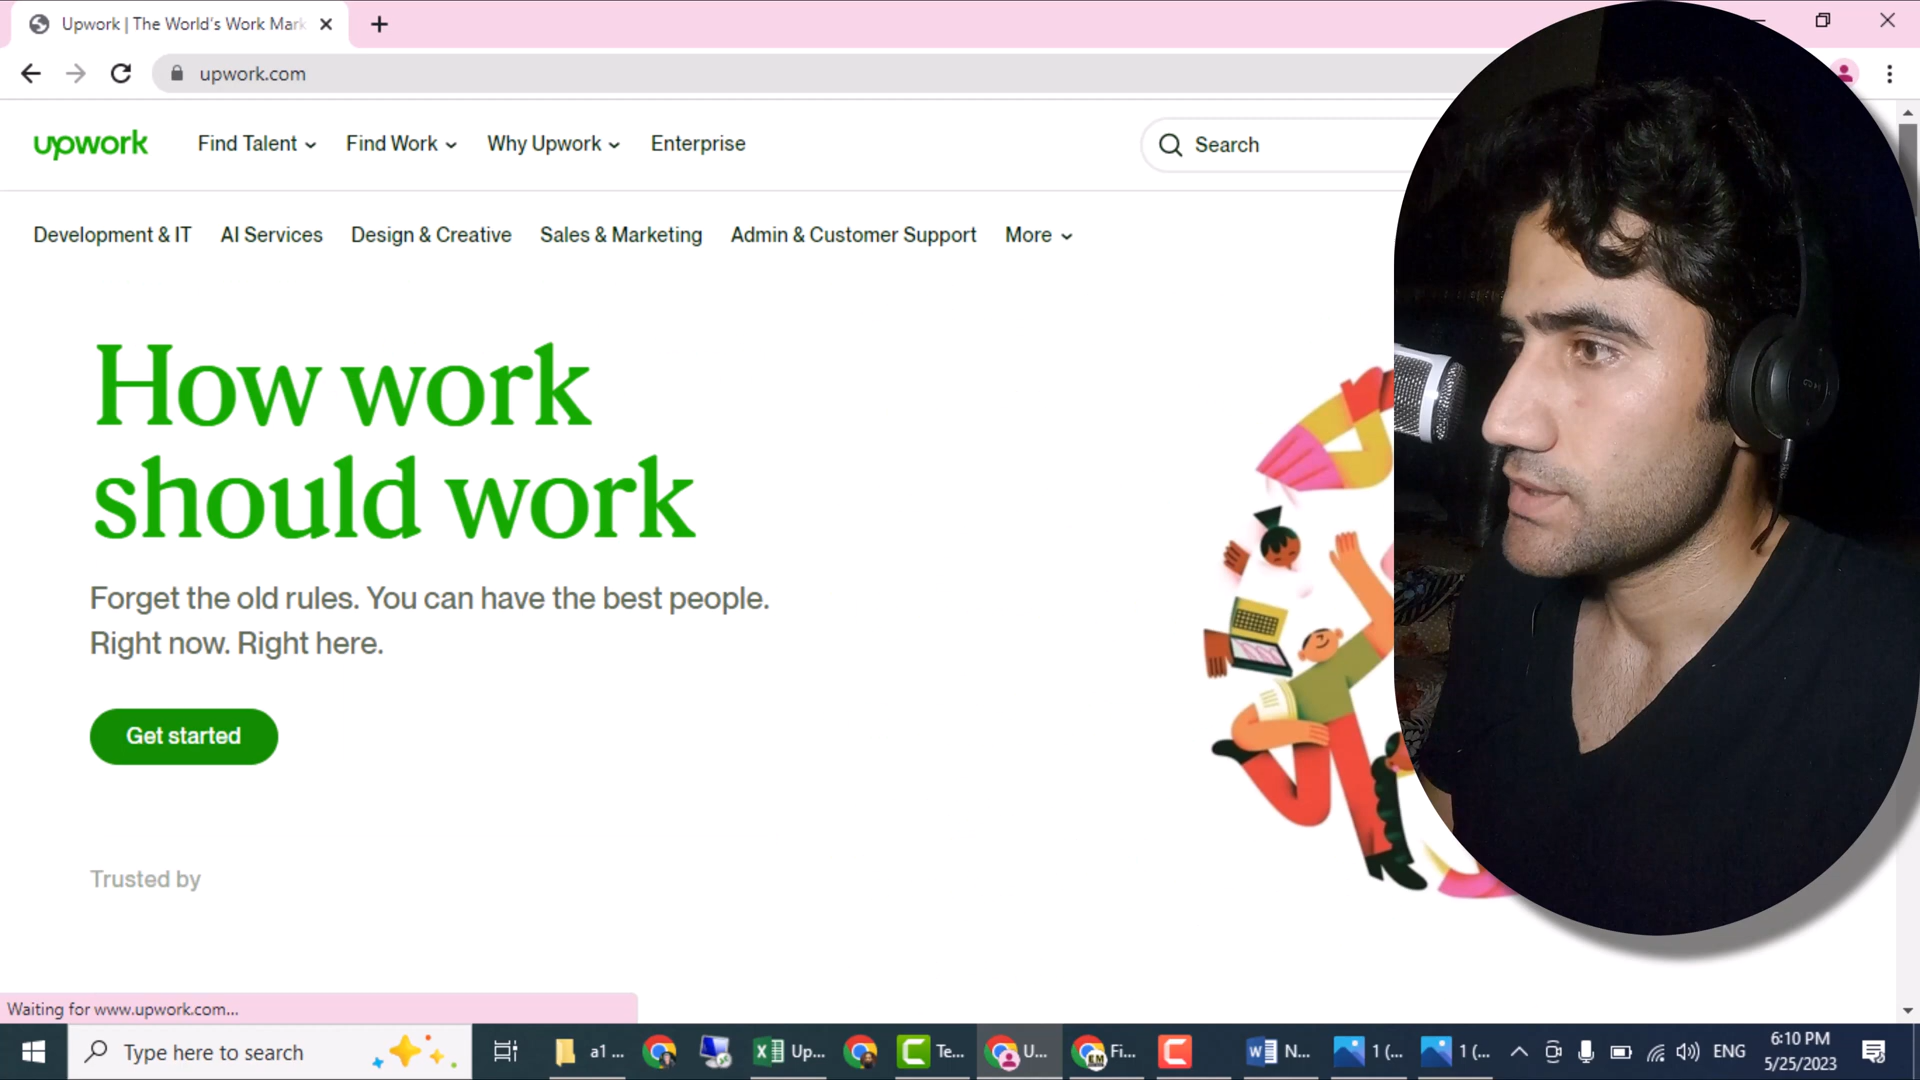 Upwork | The World's Work Mark
upwork.com
upwork
Find Talent
Find Work
Why Upwork
Enterprise
Search
Development & IT
AI Services
Design & Creative
Sales & Marketing
Admin & Customer Support
More
How work
should work
Forget the old rules. You can have the best people.
Right now. Right here.
Get started
Trusted by
Waiting for www.upwork.com...
Type here to search
a1 ...
Up...
Te...
U...
Fi...
N...
1 (...
1 (...
ENG
6:10 PM
5/25/2023